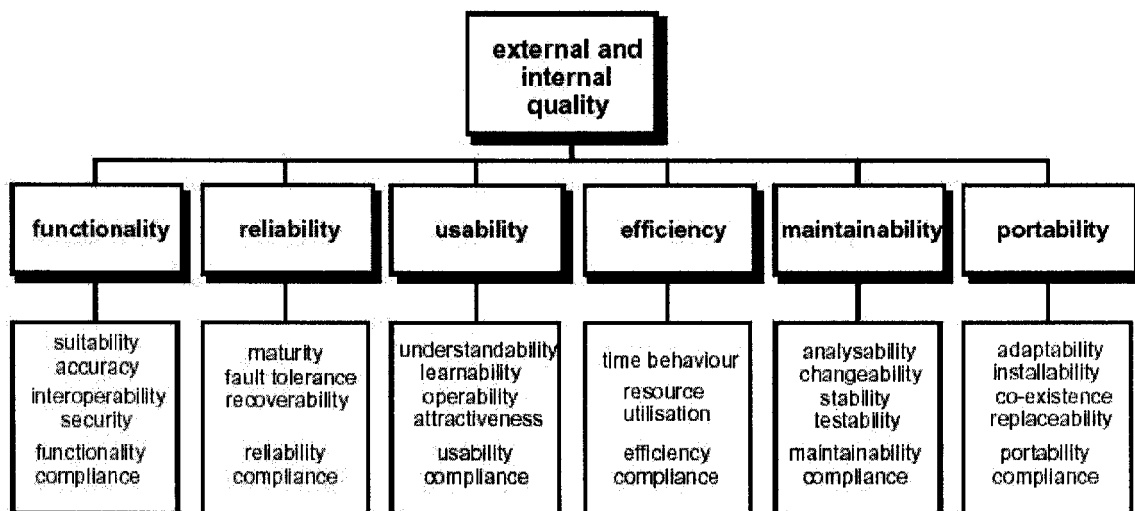 external and
internal
quality
functionality
reliability
usability
efficiency
maintainability
portability
suitability
accuracy
interoperability
security
functionality
compliance
maturity
fault tolerance
recoverability
reliability
compliance
understandability
learnability
operability
attractiveness
usability
compliance
time behaviour
resource
utilisation
efficiency
compliance
analysability
changeability
stability
testability
maintainability
compliance
adaptability
installability
co-existence
replaceability
portability
compliance